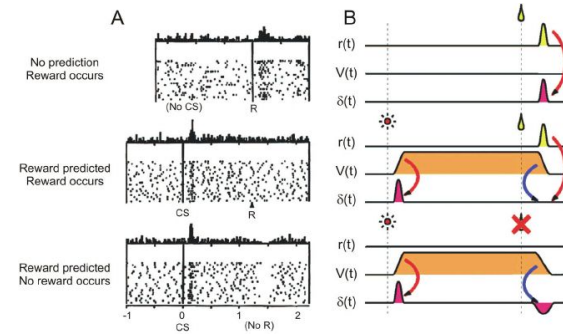 A
B
No prediction
Reward occurs
(No CS)
R
r(t)
V(t)
δ(t)
Reward predicted
Reward occurs
CS
R
r(t)
V(t)
δ(t)
Reward predicted
No reward occurs
-1
0
1
2
CS
(No R)
r(t)
V(t)
δ(t)